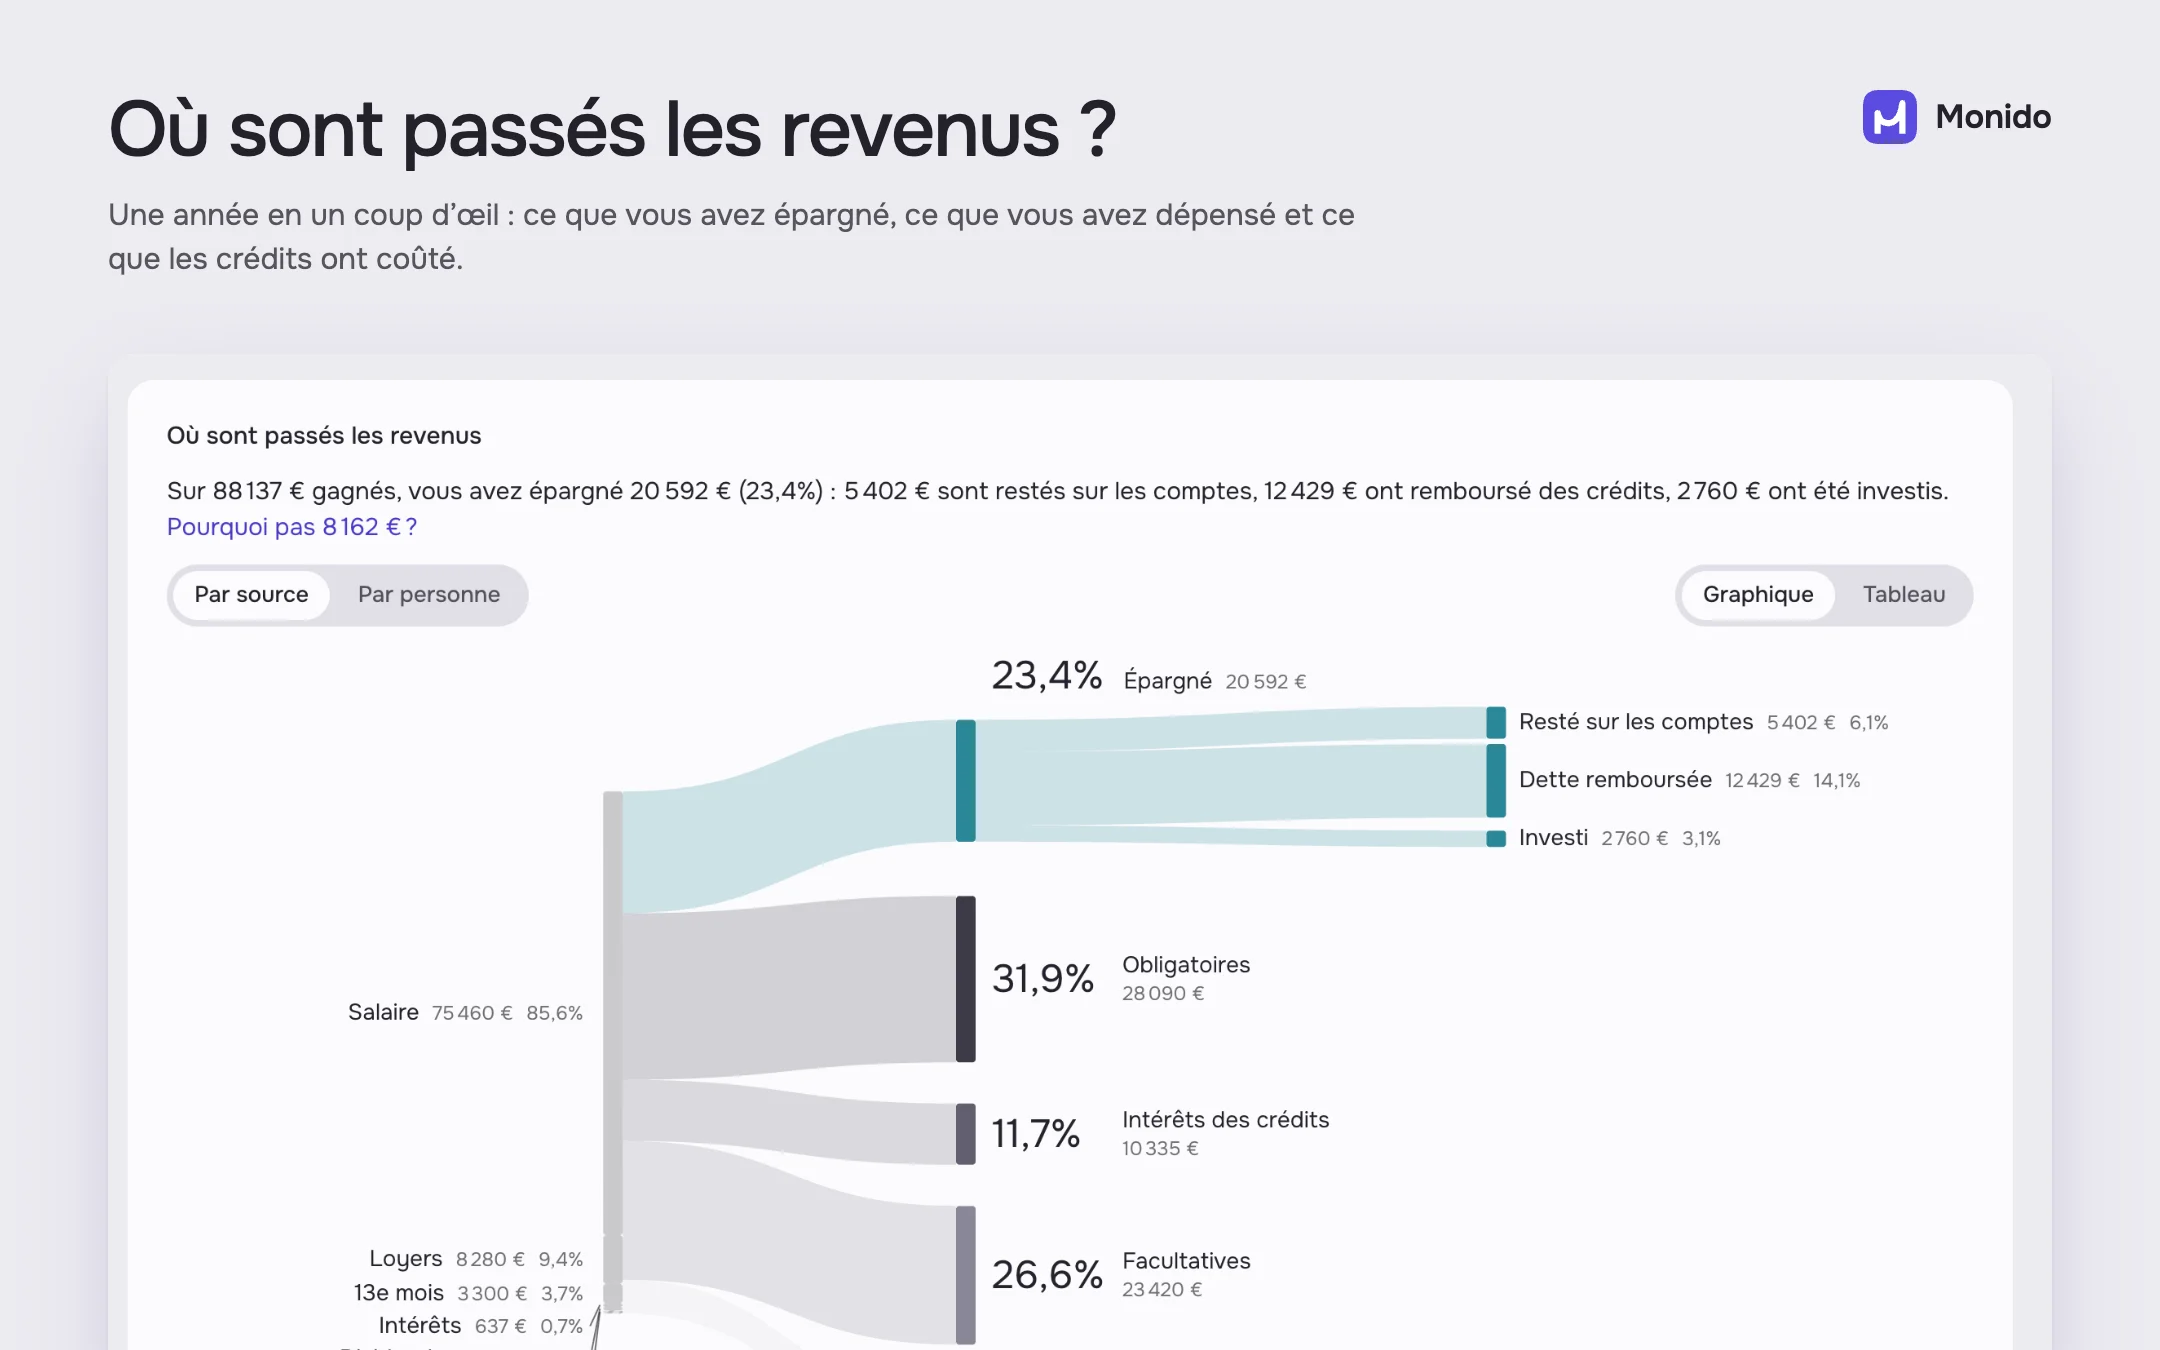 Où sont passés les revenus ?
Monido
Une année en un coup d’œil : ce que vous avez épargné, ce que vous avez dépensé et ce
que les crédits ont coûté.
Où sont passés les revenus
Sur 88 137 € gagnés, vous avez épargné 20 592 € (23,4%) : 5 402 € sont restés sur les comptes, 12 429 € ont remboursé des crédits, 2 760 € ont été investis.
Pourquoi pas 8 162 € ?
Par source Par personne
Graphique Tableau
23,4% Épargné 20 592 €
Resté sur les comptes 5 402 € 6,1%
Dette remboursée 12 429 € 14,1%
Investi 2 760 € 3,1%
31,9% Obligatoires
28 090 €
Salaire 75 460 € 85,6%
11,7% Intérêts des crédits
10 335 €
Loyers 8 280 € 9,4%
13e mois 3 300 € 3,7%
Intérêts 637 € 0,7%
26,6% Facultatives
23 420 €